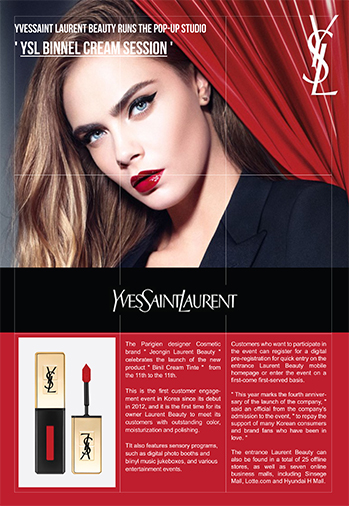 YVESSAINT LAURENT BEAUTY RUNS THE POP-UP STUDIO
' YSL BINNEL CREAM SESSION '
YSL
YVESSAINTLAURENT
YSL
YSL
The Parigien designer Cosmetic
brand " Jeongin Laurent Beauty "
celebrates the launch of the new
product " Binil Cream Tinte " from
the 11th to the 11th.
This is the first customer engage-
ment event in Korea since its debut
in 2012, and it is the first time for its
owner Laurent Beauty to meet its
customers with outstanding color,
moisturization and polishing.
TIt also features sensory programs,
such as digital photo booths and
biinyl music jukeboxes, and various
entertainment events.
Customers who want to participate in
the event can register for a digital
pre-registration for quick entry on the
entrance Laurent Beauty mobile
homepage or enter the event on a
first-come first-served basis.
" This year marks the fourth anniver-
sary of the launch of the company, "
said an official from the company's
admission to the event, " to repay the
support of many Korean consumers
and brand fans who have been in
love. "
The entrance Laurent Beauty can
also be found in a total of 25 offline
stores, as well as seven online
business malls, including Sinsege
Mall, Lotte.com and Hyundai H Mall.